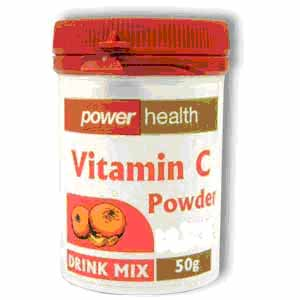 power health
Vitamin C
Powder
DRINK MIX 50g